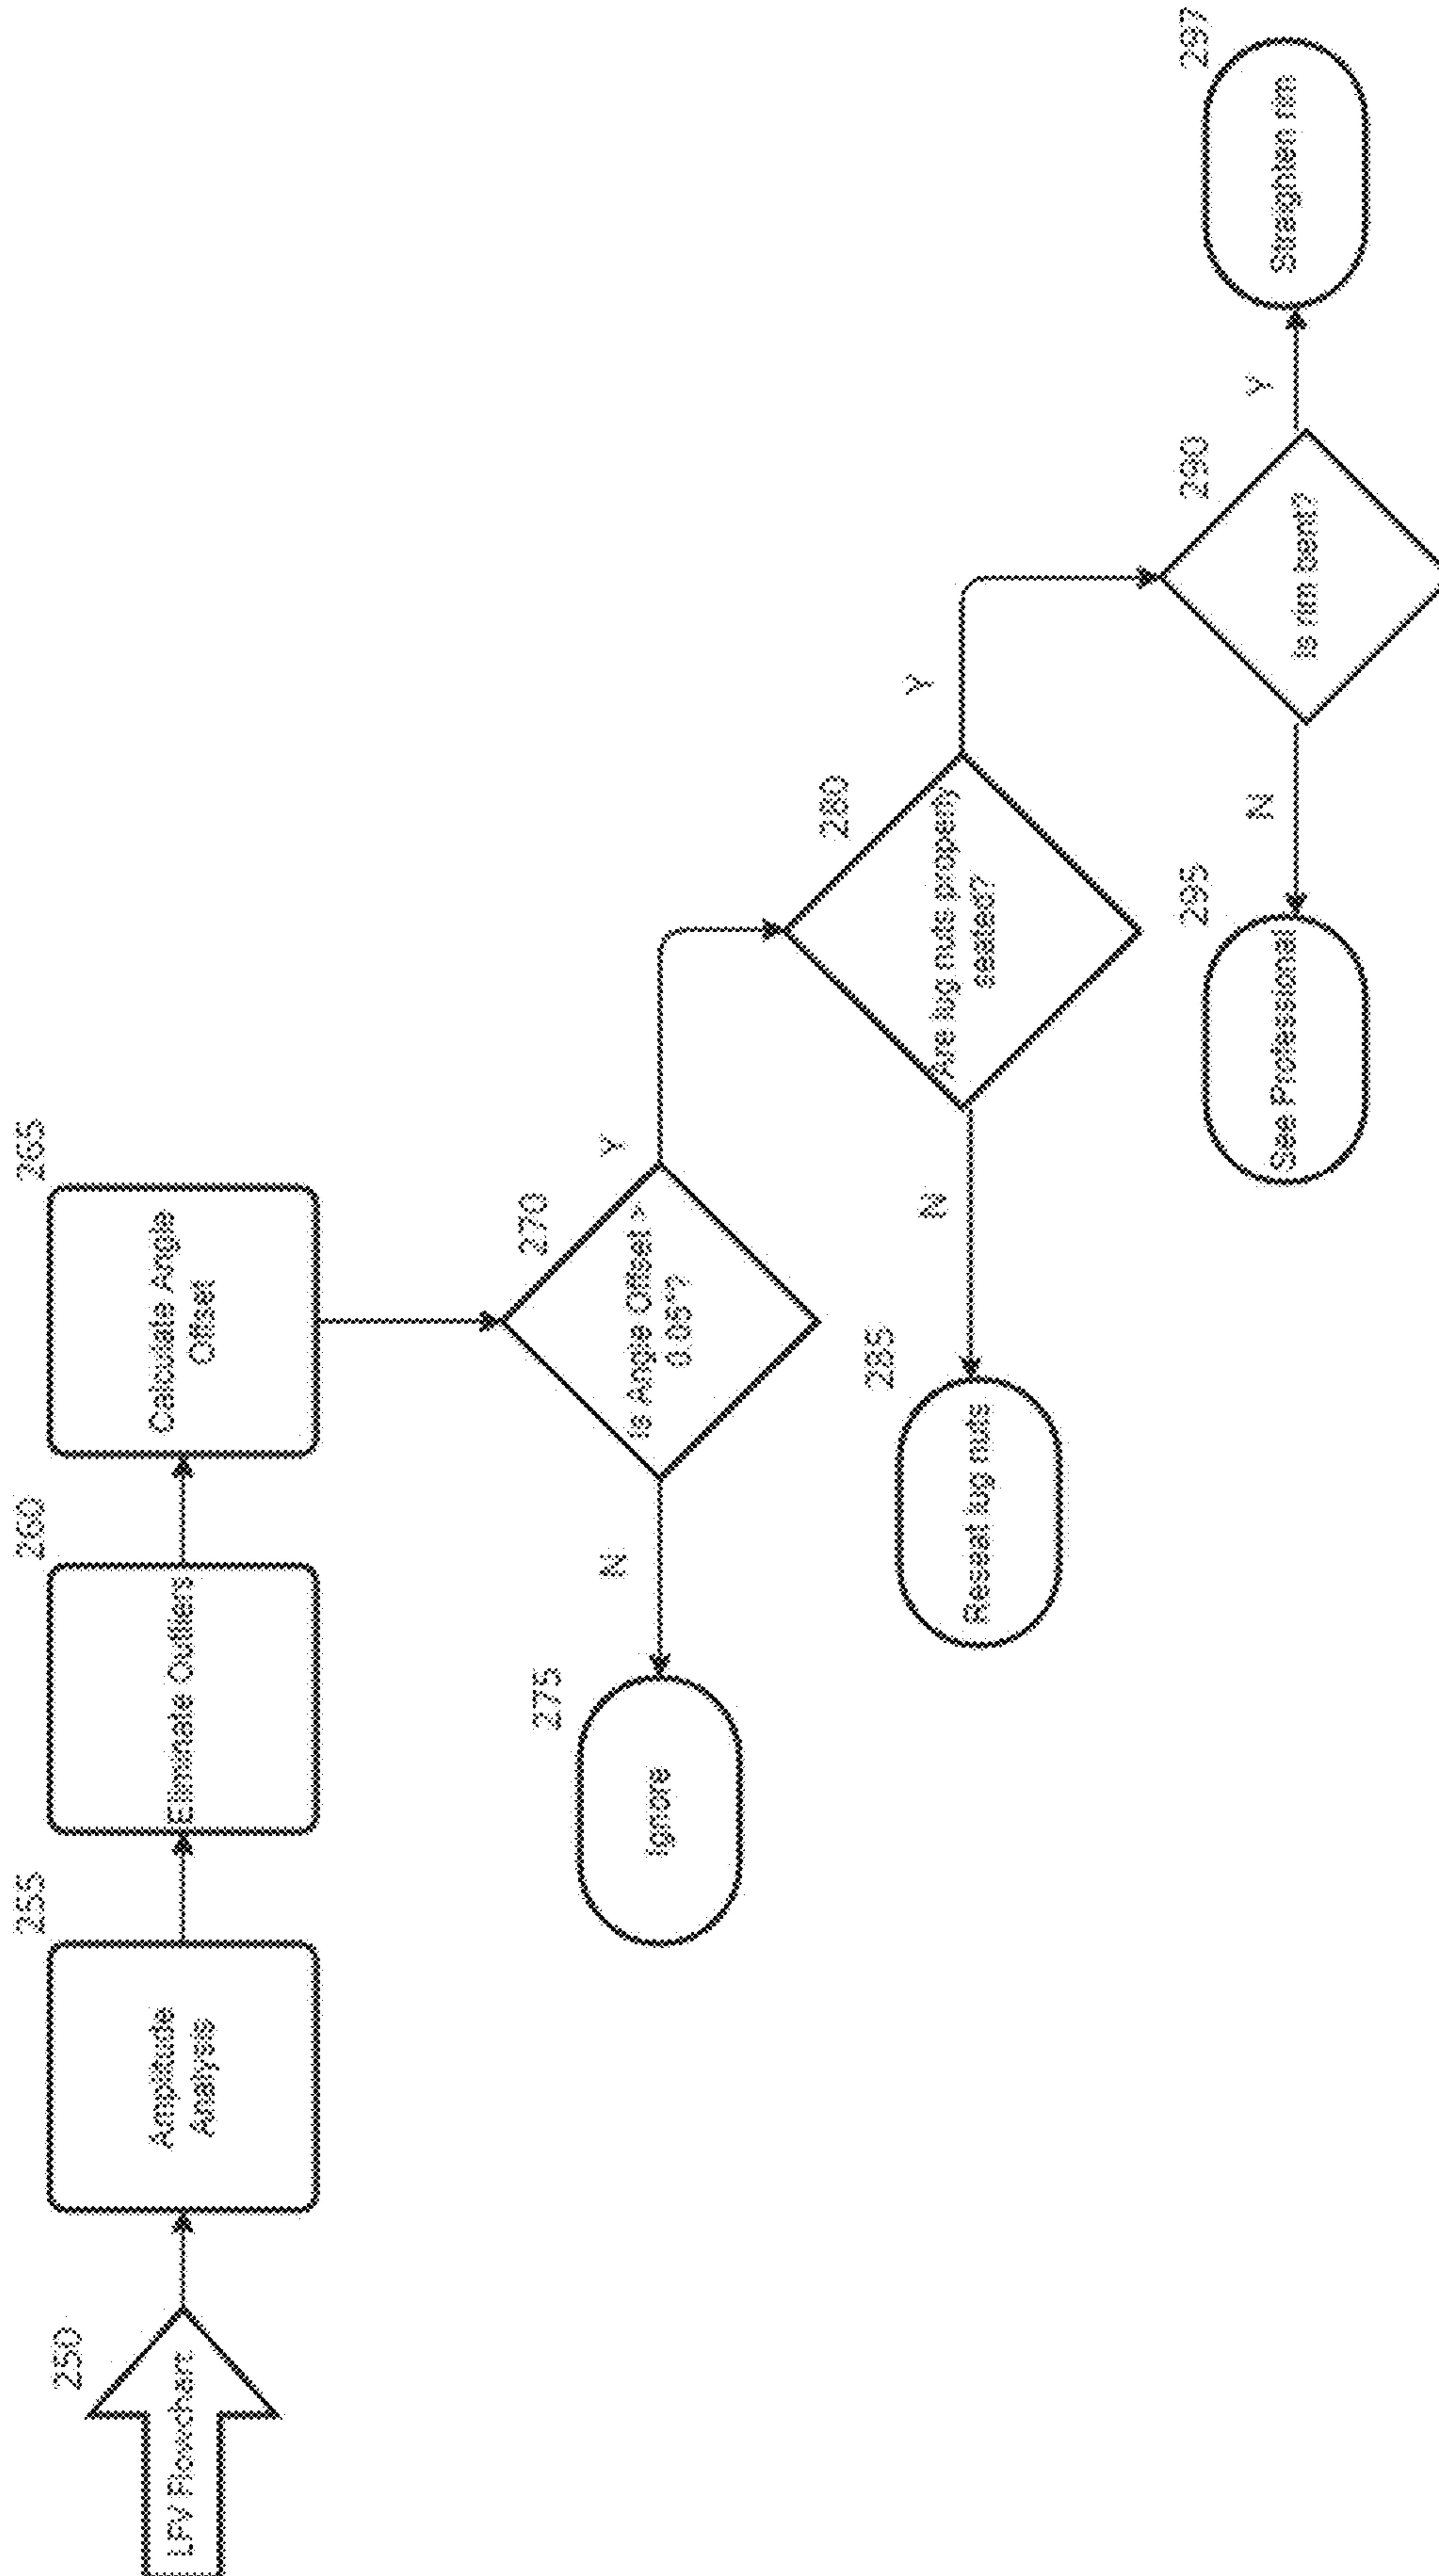 250
LFV Flowchart
255
Amplitude
Analysis
260
Eliminate Outliers
265
Calculate Angle
Offset
270
Is Angle Offset >
0.05°?
Y
N
275
Ignore
280
Are lug nuts properly
seated?
Y
N
285
Reseat lug nuts
290
Is rim bent?
Y
N
295
See Professional
297
Straighten rim